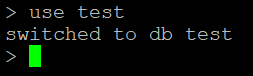 > use test
switched to db test
>